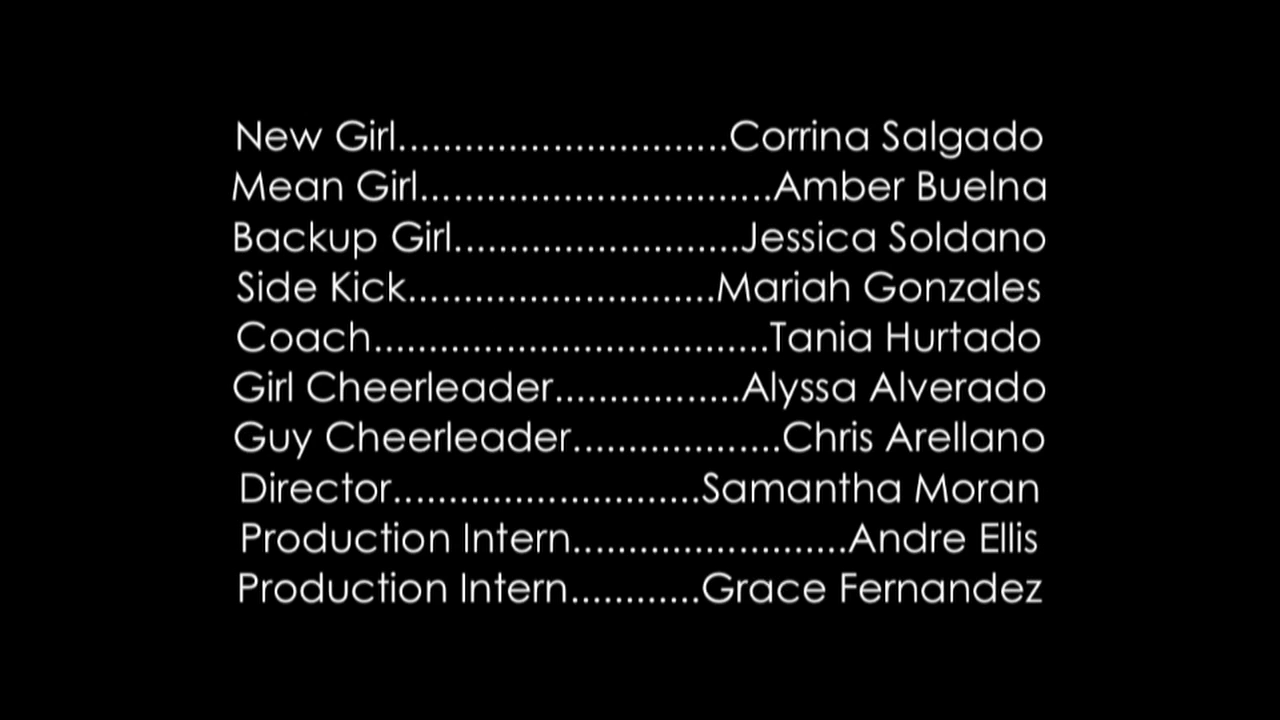 New Girl..............................Corrina Salgado
Mean Girl................................Amber Buelna
Backup Girl..........................Jessica Soldano
Side Kick............................Mariah Gonzales
Coach....................................Tania Hurtado
Girl Cheerleader.................Alyssa Alverado
Guy Cheerleader...................Chris Arellano
Director............................Samantha Moran
Production Intern.........................Andre Ellis
Production Intern............Grace Fernandez